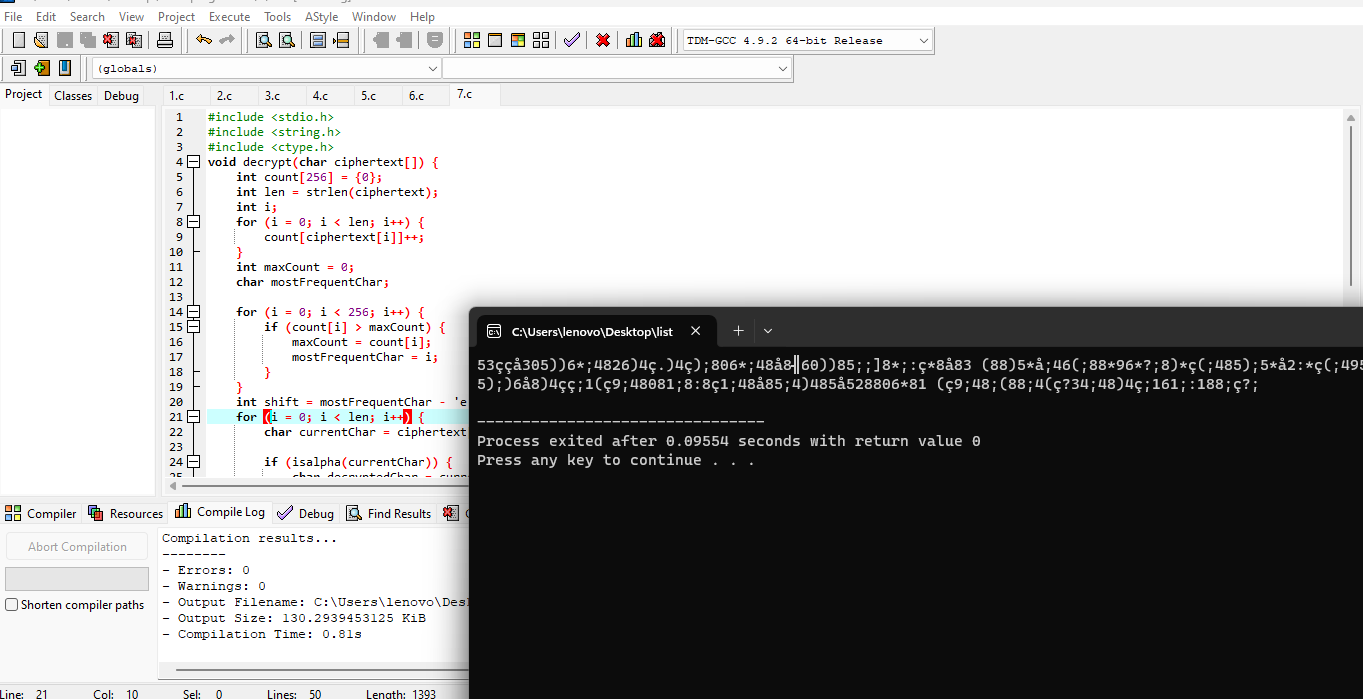 File Edit Search View Project Execute Tools AStyle Window Help
TDM-GCC 4.9.2 64-bit Release
(globals)
Project Classes Debug
1.c 2.c 3.c 4.c 5.c 6.c 7.c
1 #include <stdio.h>
2 #include <string.h>
3 #include <ctype.h>
4 void decrypt(char ciphertext[]) {
5 int count[256] = {0};
6 int len = strlen(ciphertext);
7 int i;
8 for (i = 0; i < len; i++) {
9 count[ciphertext[i]]++;
10 }
11 int maxCount = 0;
12 char mostFrequentChar;
13
14 for (i = 0; i < 256; i++) {
15 if (count[i] > maxCount) {
16 maxCount = count[i];
17 mostFrequentChar = i;
18 }
19 }
20 int shift = mostFrequentChar - 'e
21 for (i = 0; i < len; i++) {
22 char currentChar = ciphertext
23
24 if (isalpha(currentChar)) {
C:\Users\lenovo\Desktop\list
53ççå305))6*;4826)4ç.)4ç);806*;48å8╢60))85;;]8*;:ç*8å83 (88)5*å;46(;88*96*?;8)*ç(;485);5*å2:*ç(;495
5);)6å8)4çç;1(ç9;48081;8:8ç1;48å85;4)485å528806*81 (ç9;48;(88;4(ç?34;48)4ç;161;:188;ç?;
--------------------------------
Process exited after 0.09554 seconds with return value 0
Press any key to continue . . .
Compiler Resources Compile Log Debug Find Results
Abort Compilation
Shorten compiler paths
Compilation results...
--------
- Errors: 0
- Warnings: 0
- Output Filename: C:\Users\lenovo\Des
- Output Size: 130.2939453125 KiB
- Compilation Time: 0.81s
Line: 21 Col: 10 Sel: 0 Lines: 50 Length: 1393